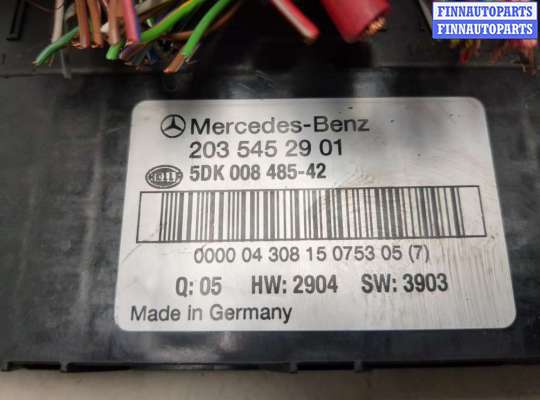 FINNAUTOPARTS
FINNAUTOPARTS
Mercedes-Benz
203 545 29 01
HELLA 5DK 008 485-42
0000 04 308 15 0753 05 (7)
Q: 05 HW: 2904 SW: 3903
Made in Germany